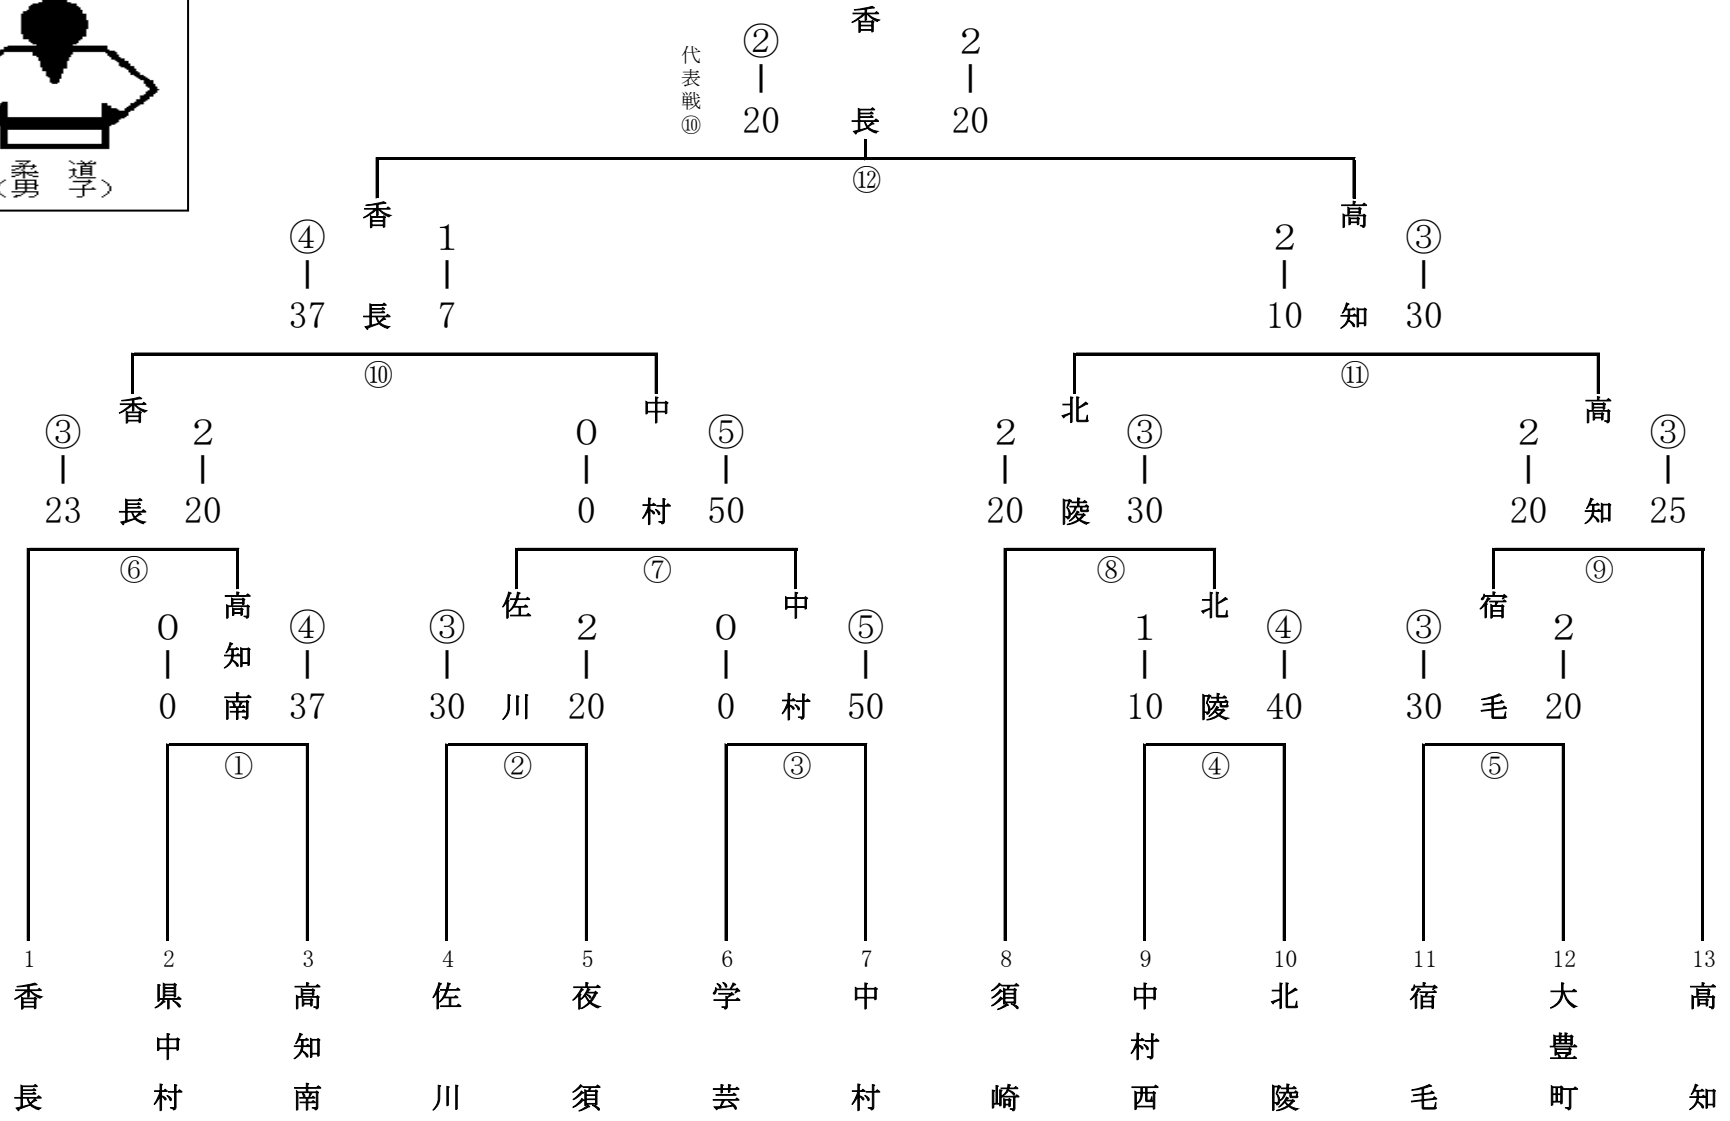 柔道
(男子)
香長
代表戦⑩
②―20
2―20
⑫
香長
④―37
1―7
高知
2―10
③―30
⑩
⑪
香長
③―23
2―20
中村
0―0
⑤―50
北陵
2―20
③―30
高知
2―20
③―25
⑥
⑦
⑧
⑨
高知南
0―0
④―37
佐川
③―30
2―20
中村
0―0
⑤―50
北陵
1―10
④―40
宿毛
③―30
2―20
①
②
③
④
⑤
1 香長
2 県中村
3 高知南
4 佐川
5 夜須
6 学芸
7 中村
8 須崎
9 中村西
10 北陵
11 宿毛
12 大豊町
13 高知